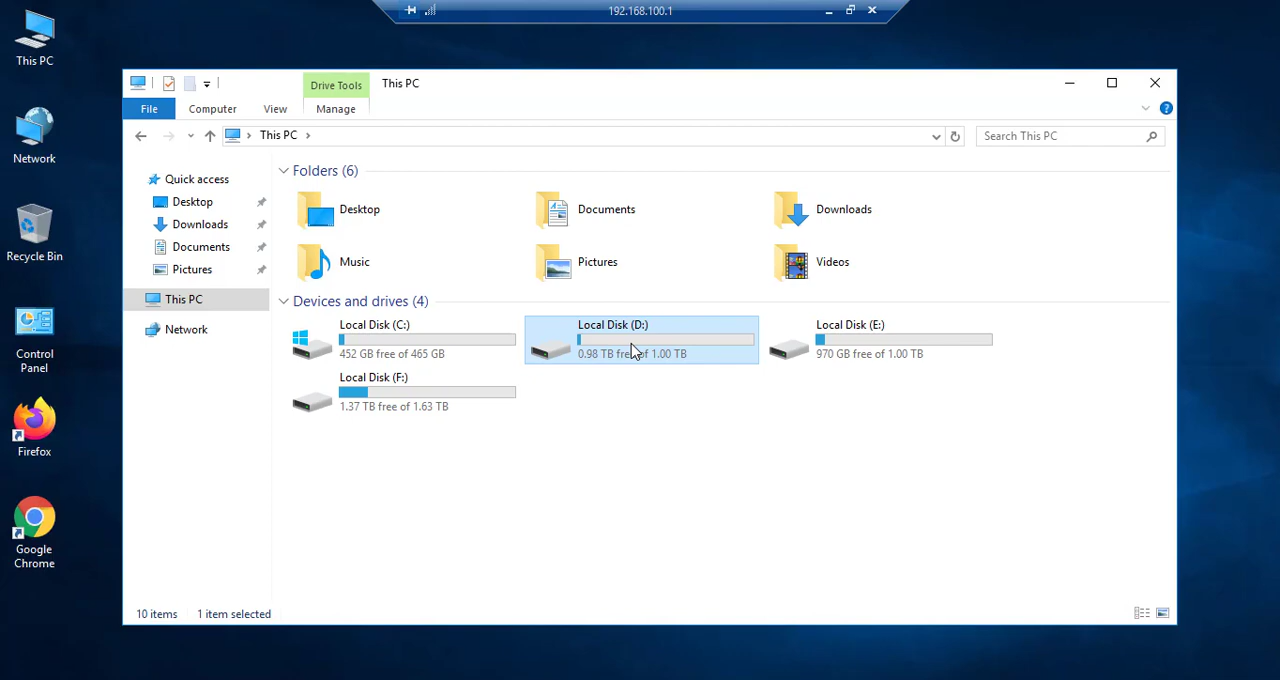 192.168.100.1
This PC
Network
Recycle Bin
Control
Panel
Firefox
Google
Chrome
Drive Tools
This PC
File
Computer
View
Manage
This PC
Search This PC
Quick access
Desktop
Downloads
Documents
Pictures
This PC
Network
Folders (6)
Desktop
Documents
Downloads
Music
Pictures
Videos
Devices and drives (4)
Local Disk (C:)
452 GB free of 465 GB
Local Disk (D:)
0.98 TB free of 1.00 TB
Local Disk (E:)
970 GB free of 1.00 TB
Local Disk (F:)
1.37 TB free of 1.63 TB
10 items
1 item selected